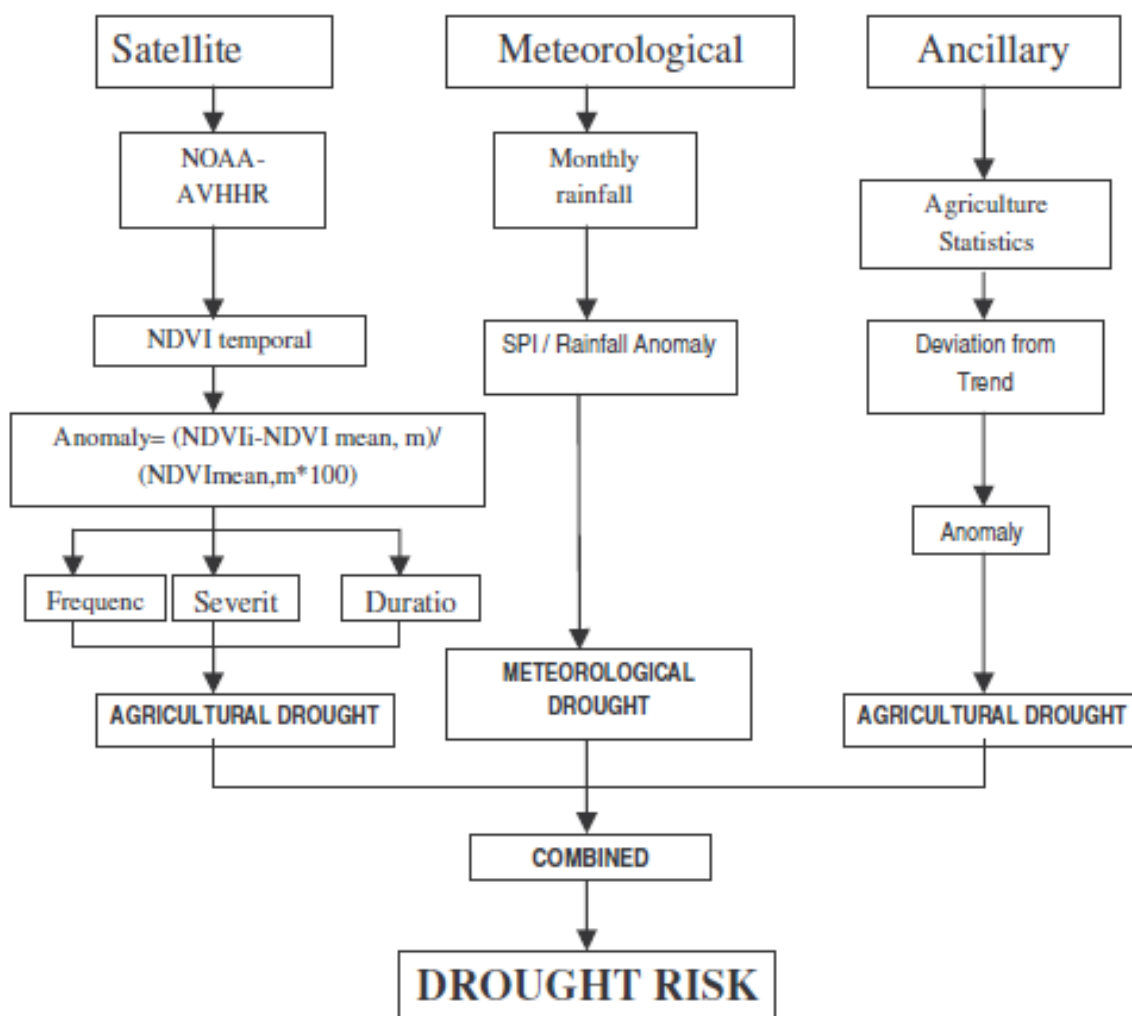 Satellite
Meteorological
Ancillary
NOAA-
AVHHR
Monthly
rainfall
Agriculture
Statistics
NDVI temporal
SPI / Rainfall Anomaly
Deviation from
Trend
Anomaly= (NDVIi-NDVI mean, m)/
(NDVImean,m*100)
Anomaly
Frequenc
Severit
Duratio
AGRICULTURAL DROUGHT
METEOROLOGICAL
DROUGHT
AGRICULTURAL DROUGHT
COMBINED
DROUGHT RISK